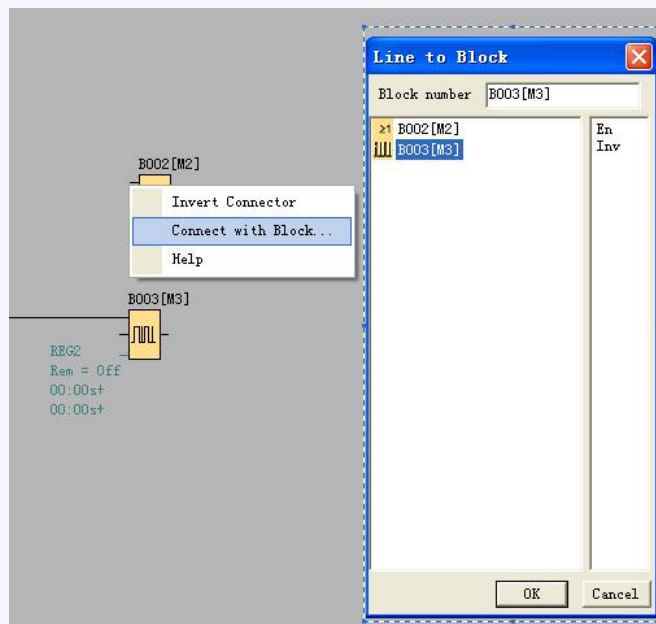 Line to Block
Block number B003[M3]
≥1 B002[M2]
B003[M3]
En
Inv
OK
Cancel
B002[M2]
Invert Connector
Connect with Block...
Help
B003[M3]
REG2
Rem = Off
00:00s+
00:00s+